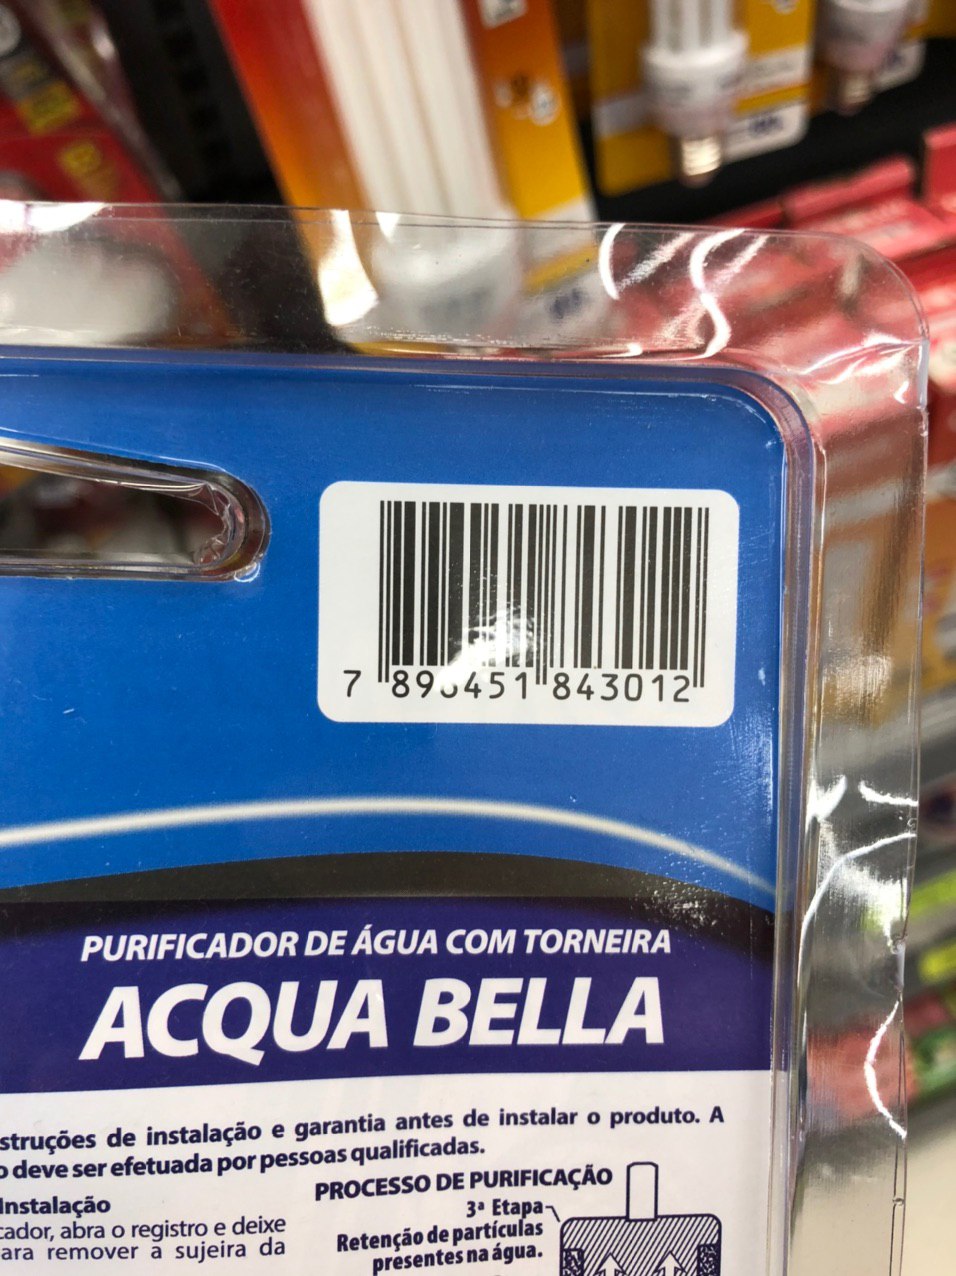 7 896451 843012
PURIFICADOR DE ÁGUA COM TORNEIRA
ACQUA BELLA
struções de instalação e garantia antes de instalar o produto. A
o deve ser efetuada por pessoas qualificadas.
Instalação
cador, abra o registro e deixe
ara remover a sujeira da
PROCESSO DE PURIFICAÇÃO
3ª Etapa
Retenção de partículas
presentes na água.